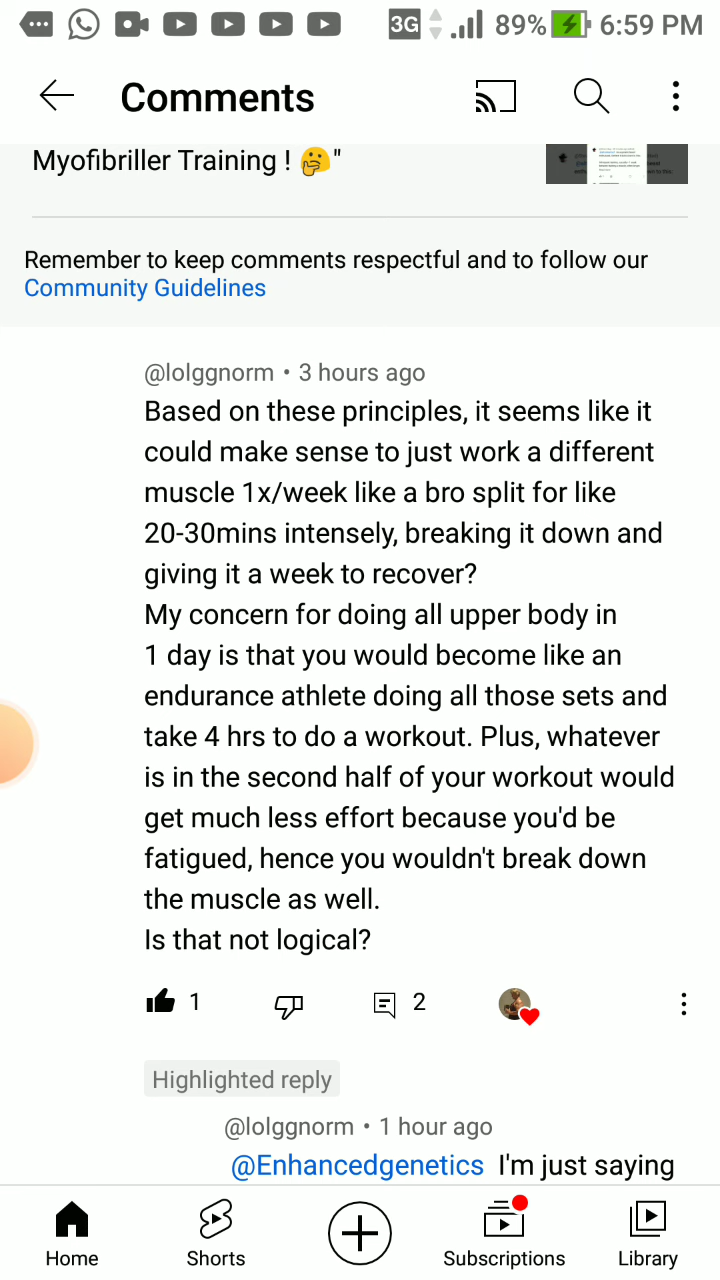 3G 89% 6:59 PM
Comments
Myofibriller Training ! 🤔"
Remember to keep comments respectful and to follow our
Community Guidelines
@lolggnorm • 3 hours ago
Based on these principles, it seems like it
could make sense to just work a different
muscle 1x/week like a bro split for like
20-30mins intensely, breaking it down and
giving it a week to recover?
My concern for doing all upper body in
1 day is that you would become like an
endurance athlete doing all those sets and
take 4 hrs to do a workout. Plus, whatever
is in the second half of your workout would
get much less effort because you'd be
fatigued, hence you wouldn't break down
the muscle as well.
Is that not logical?
1 2
Highlighted reply
@lolggnorm • 1 hour ago
@Enhancedgenetics I'm just saying
Home Shorts Subscriptions Library